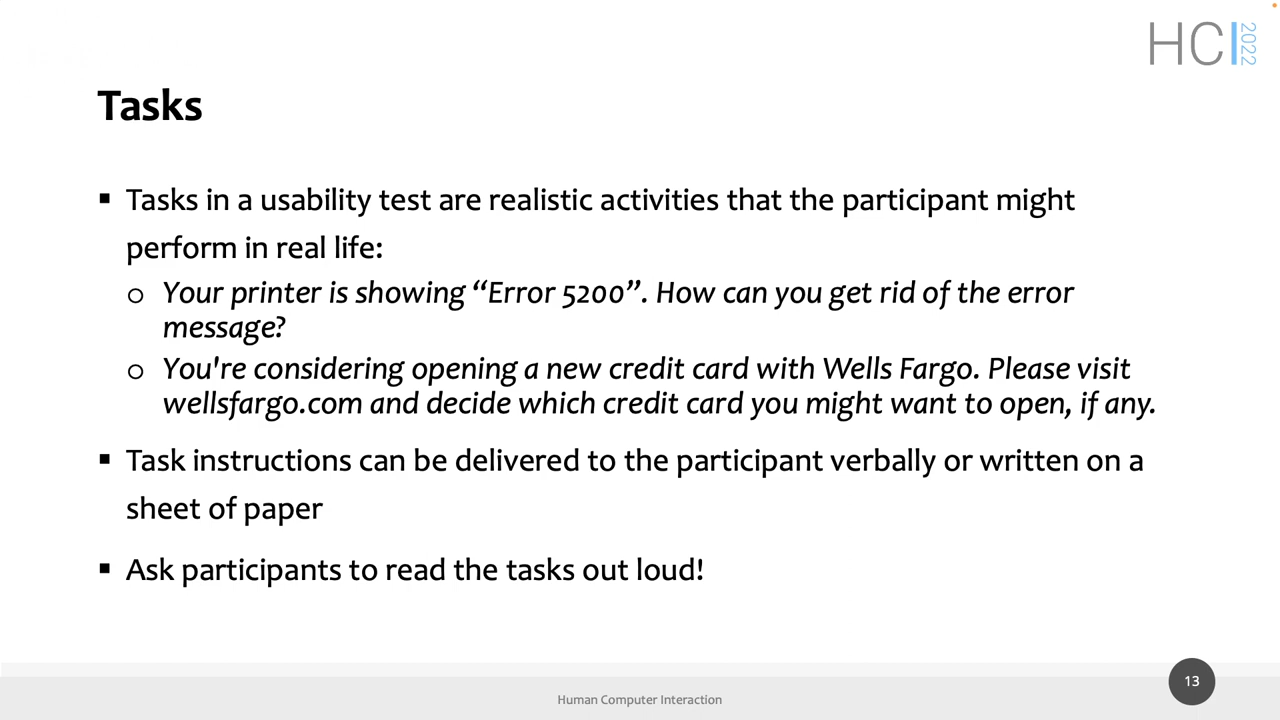 HCI 2022
Tasks
▪ Tasks in a usability test are realistic activities that the participant might
perform in real life:
o Your printer is showing “Error 5200”. How can you get rid of the error
message?
o You're considering opening a new credit card with Wells Fargo. Please visit
wellsfargo.com and decide which credit card you might want to open, if any.
▪ Task instructions can be delivered to the participant verbally or written on a
sheet of paper
▪ Ask participants to read the tasks out loud!
Human Computer Interaction
13